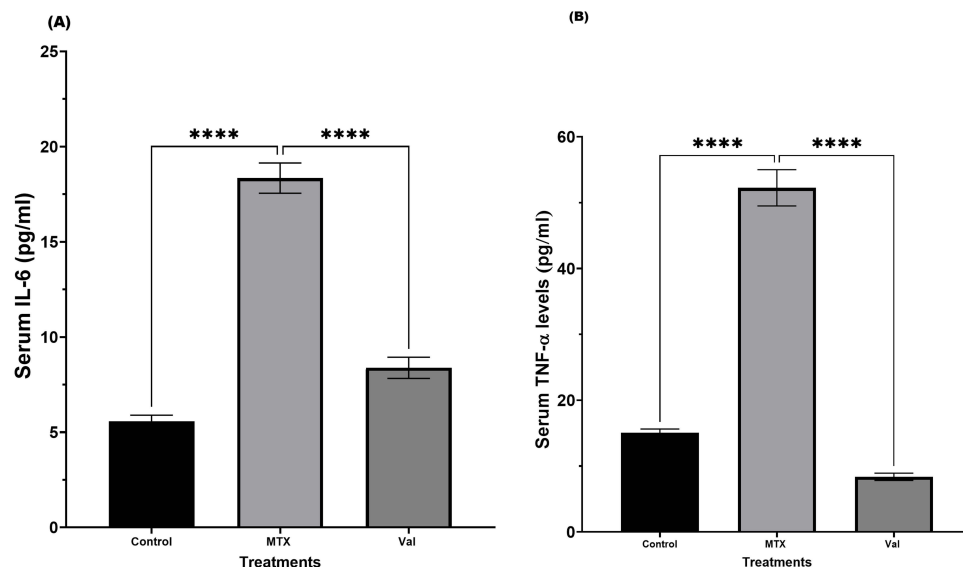 (A)
Serum IL-6 (pg/ml)
25
20
15
10
5
0
****
****
Control
MTX
Val
Treatments
(B)
Serum TNF-α levels (pg/ml)
60
40
20
0
****
****
Control
MTX
Val
Treatments